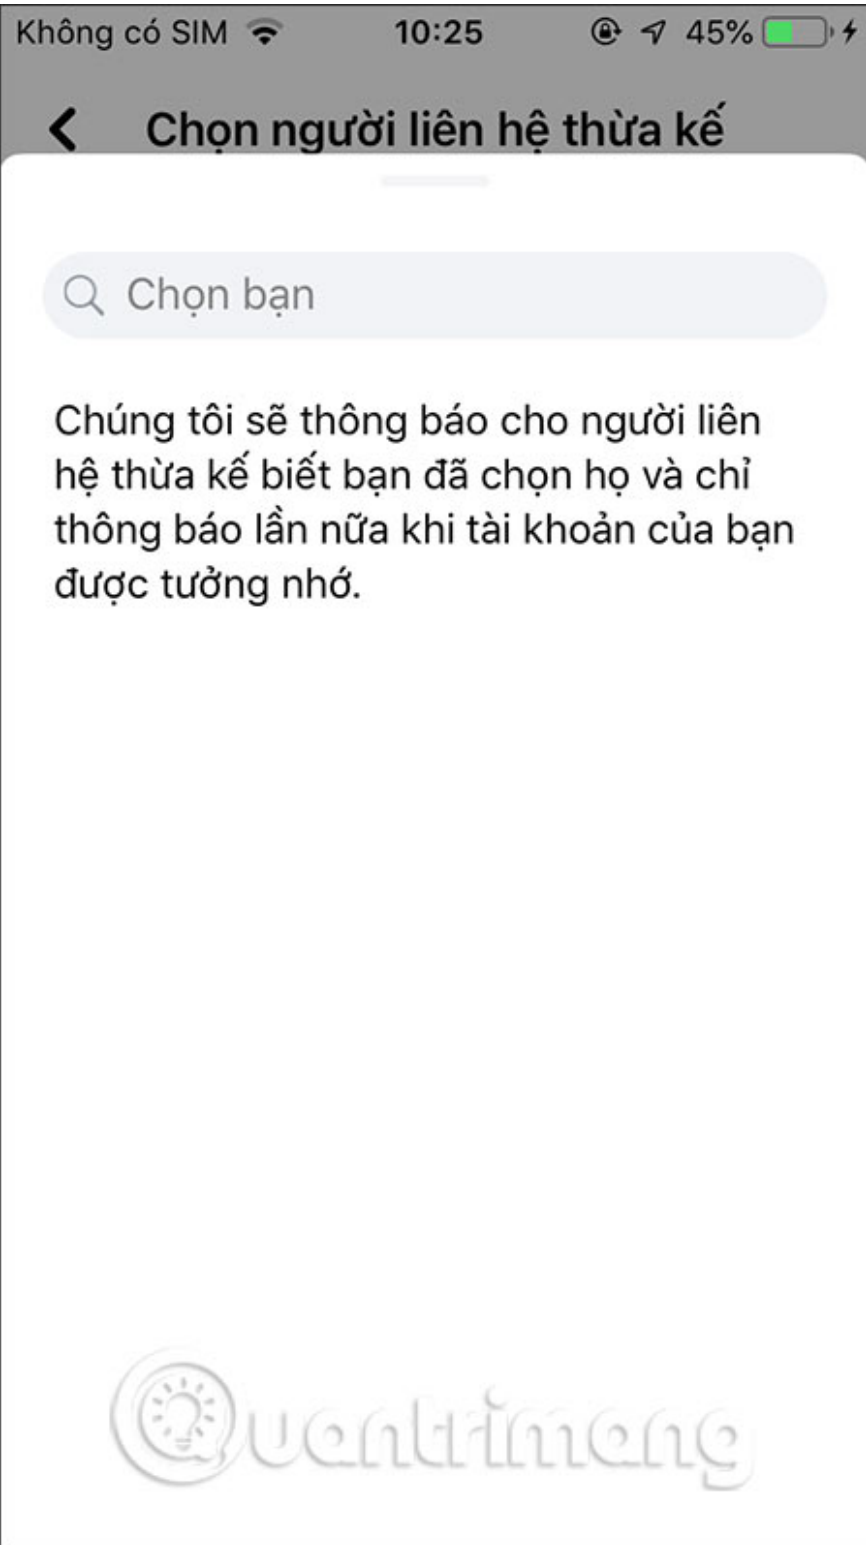 Không có SIM 10:25 45%
Chọn người liên hệ thừa kế
Chọn bạn
Chúng tôi sẽ thông báo cho người liên
hệ thừa kế biết bạn đã chọn họ và chỉ
thông báo lần nữa khi tài khoản của bạn
được tưởng nhớ.
Quantrimang